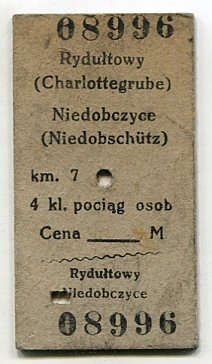 08996
Rydułtowy
(Charlottegrube)
Niedobczyce
(Niedobschütz)
km. 7
4 kl. pociąg osob
Cena M
Rydułtowy
Niedobczyce
08996